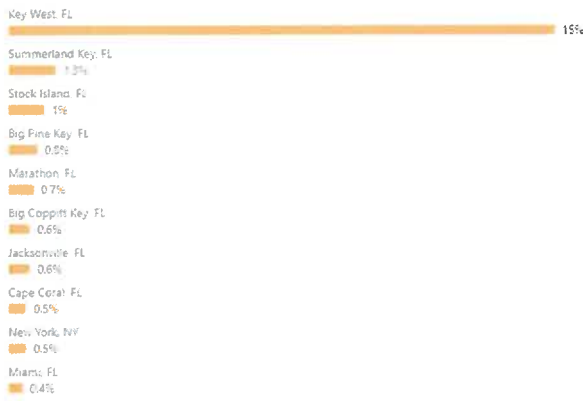 Key West, FL
15%
Summerland Key, FL
1.3%
Stock Island, FL
1%
Big Pine Key, FL
0.8%
Marathon, FL
0.7%
Big Coppitt Key, FL
0.6%
Jacksonville, FL
0.6%
Cape Coral, FL
0.5%
New York, NY
0.5%
Miami, FL
0.4%